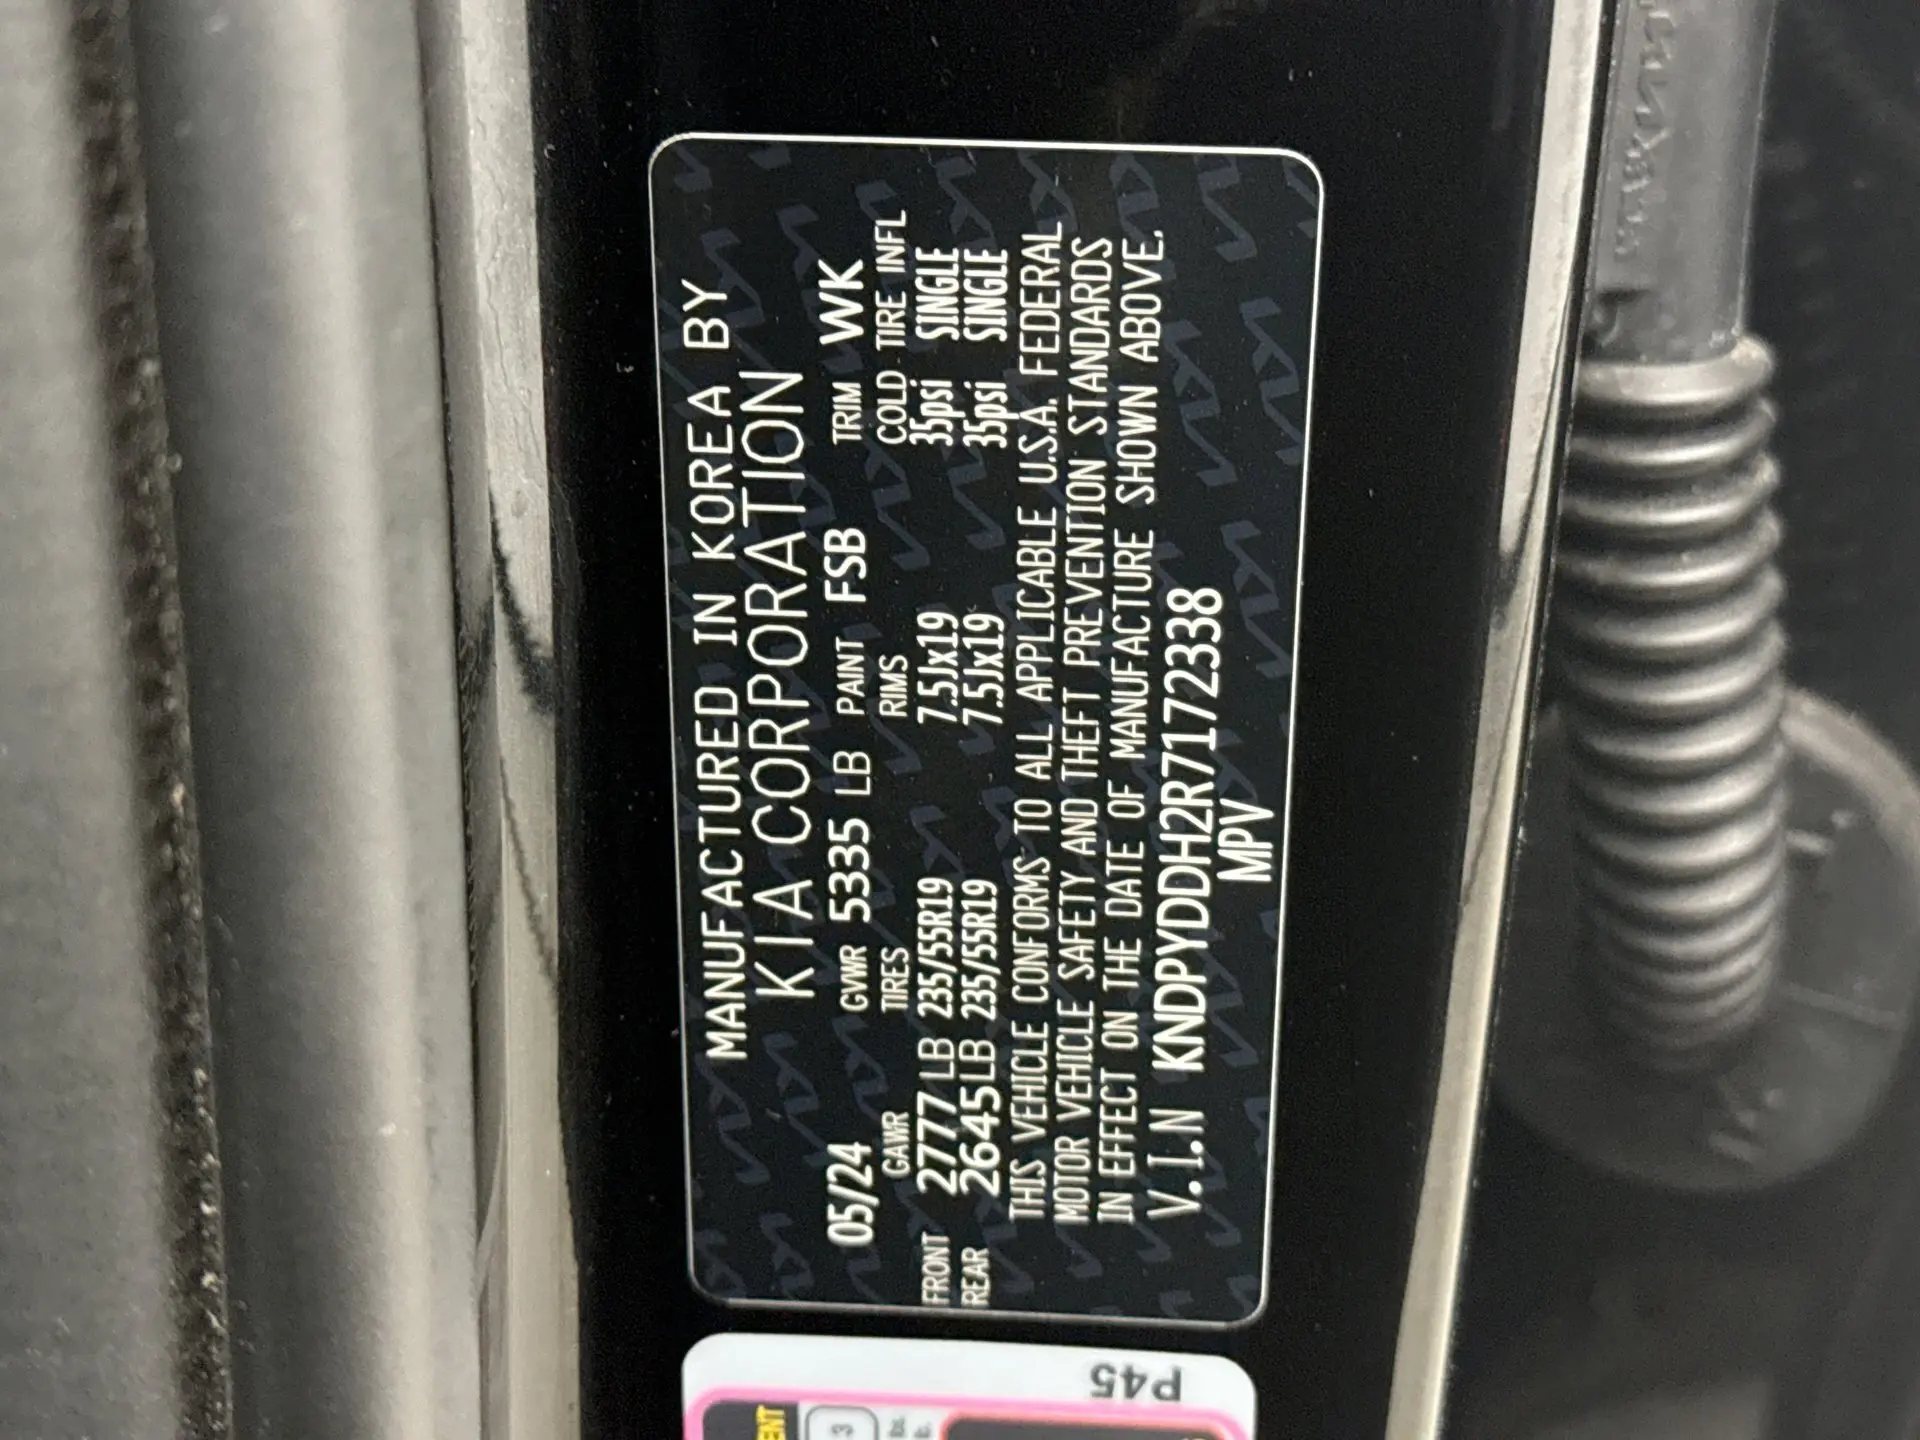 MANUFACTURED IN KOREA BY
KIA CORPORATION
05/24 GVWR 5335 LB PAINT FSB TRIM WK
GAWR TIRES RIMS COLD TIRE INFL
FRONT 2777 LB 235/55R19 7.5Jx19 35psi SINGLE
REAR 2645 LB 235/55R19 7.5Jx19 35psi SINGLE
THIS VEHICLE CONFORMS TO ALL APPLICABLE U.S.A. FEDERAL
MOTOR VEHICLE SAFETY AND THEFT PREVENTION STANDARDS
IN EFFECT ON THE DATE OF MANUFACTURE SHOWN ABOVE.
V.I.N KNDPYDDH2R7172338
MPV
P45